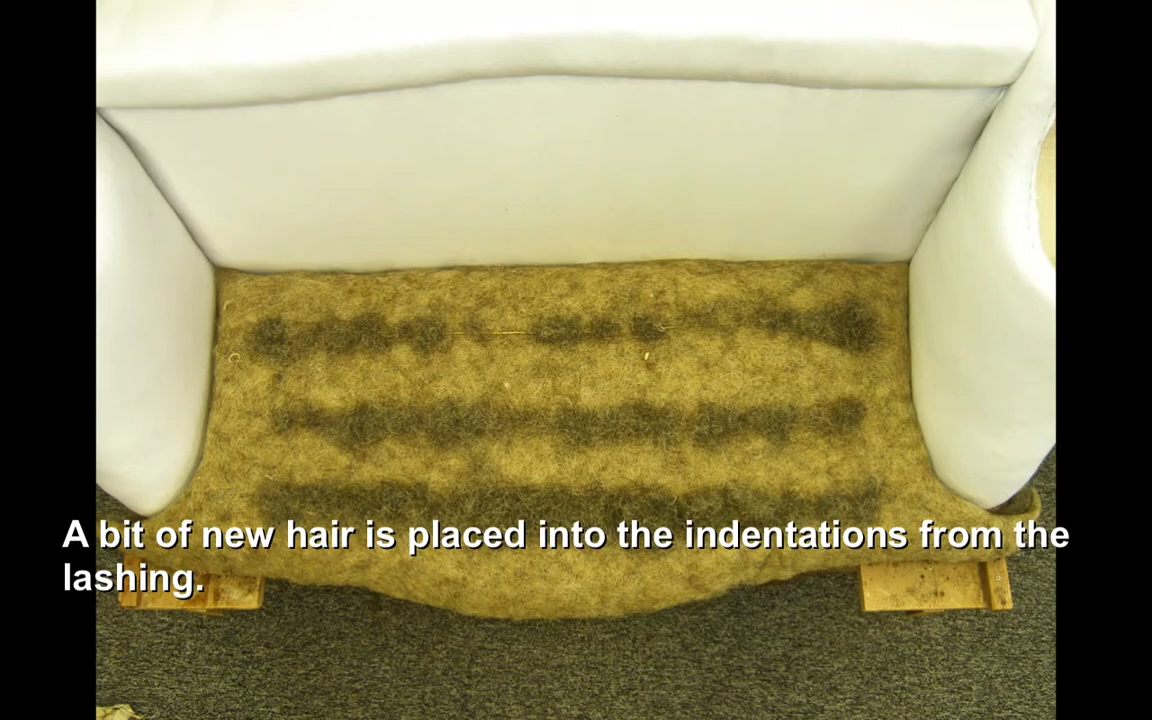 A bit of new hair is placed into the indentations from the
lashing.